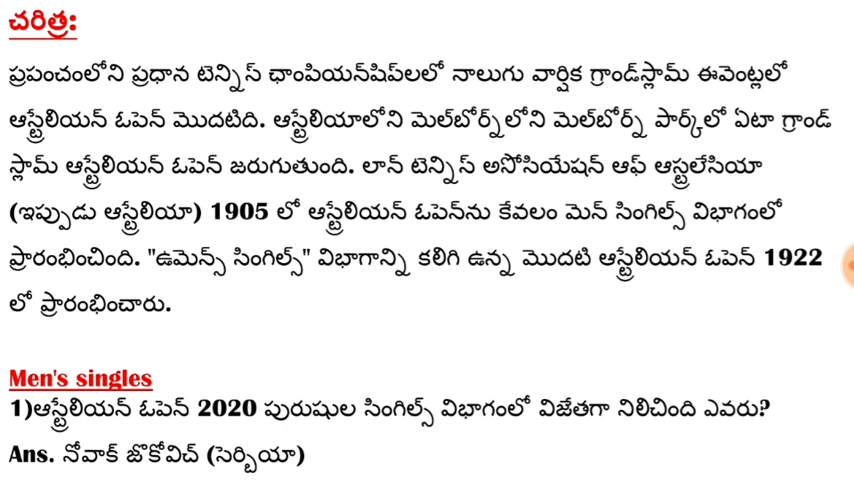 చరిత్ర:
ప్రపంచంలోని ప్రధాన టెన్నిస్ ఛాంపియన్‌షిప్‌లలో నాలుగు వార్షిక గ్రాండ్‌స్లామ్ ఈవెంట్లలో
ఆస్ట్రేలియన్ ఓపెన్ మొదటిది. ఆస్ట్రేలియాలోని మెల్‌బోర్న్‌లోని మెల్‌బోర్న్ పార్క్‌లో ఏటా గ్రాండ్
స్లామ్ ఆస్ట్రేలియన్ ఓపెన్ జరుగుతుంది. లాన్ టెన్నిస్ అసోసియేషన్ ఆఫ్ ఆస్ట్రలేసియా
(ఇప్పుడు ఆస్ట్రేలియా) 1905 లో ఆస్ట్రేలియన్ ఓపెన్‌ను కేవలం మెన్ సింగిల్స్ విభాగంలో
ప్రారంభించింది. "ఉమెన్స్ సింగిల్స్" విభాగాన్ని కలిగి ఉన్న మొదటి ఆస్ట్రేలియన్ ఓపెన్ 1922
లో ప్రారంభించారు.
Men's singles
1)ఆస్ట్రేలియన్ ఓపెన్ 2020 పురుషుల సింగిల్స్ విభాగంలో విజేతగా నిలిచింది ఎవరు?
Ans. నోవాక్ జొకోవిచ్ (సెర్బియా)